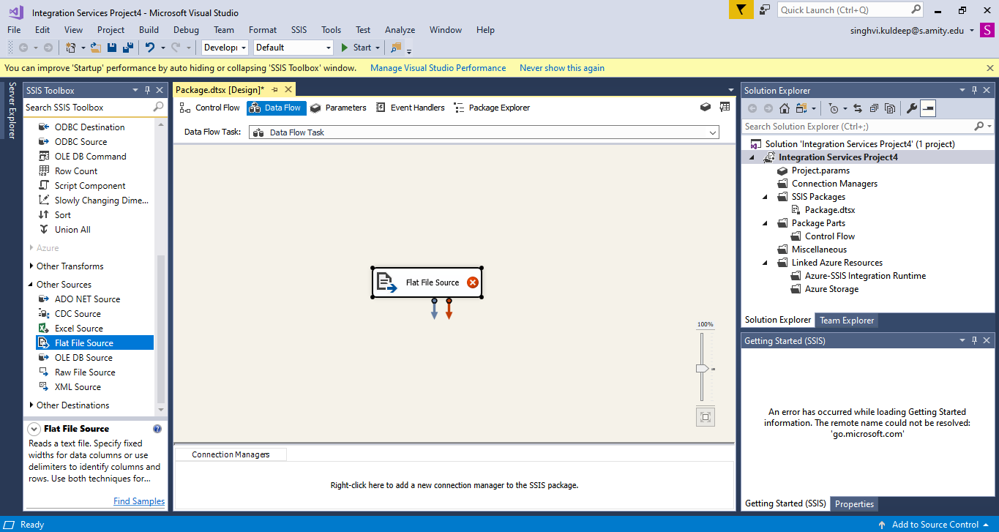 Integration Services Project4 - Microsoft Visual Studio
Quick Launch (Ctrl+Q)
File Edit View Project Build Debug Team Format SSIS Tools Test Analyze Window Help
singhvi.kuldeep@s.amity.edu
S
Default
Start
You can improve 'Startup' performance by auto hiding or collapsing 'SSIS Toolbox' window. Manage Visual Studio Performance Never show this again
Server Explorer
SSIS Toolbox
Search SSIS Toolbox
ODBC Destination
ODBC Source
OLE DB Command
Row Count
Script Component
Slowly Changing Dime...
Sort
Union All
Azure
Other Transforms
Other Sources
ADO NET Source
CDC Source
Excel Source
Flat File Source
OLE DB Source
Raw File Source
XML Source
Other Destinations
Flat File Source
Reads a text file. Specify fixed
widths for data columns or use
delimiters to identify columns and
rows. Use both techniques for...
Find Samples
Package.dtsx [Design]*
Control Flow Data Flow Parameters Event Handlers Package Explorer
Data Flow Task: Data Flow Task
Flat File Source
100%
Connection Managers
Right-click here to add a new connection manager to the SSIS package.
Solution Explorer
Search Solution Explorer (Ctrl+;)
Solution 'Integration Services Project4' (1 project)
Integration Services Project4
Project.params
Connection Managers
SSIS Packages
Package.dtsx
Package Parts
Control Flow
Miscellaneous
Linked Azure Resources
Azure-SSIS Integration Runtime
Azure Storage
Solution Explorer Team Explorer
Getting Started (SSIS)
An error has occurred while loading Getting Started
information. The remote name could not be resolved:
'go.microsoft.com'
Getting Started (SSIS) Properties
Ready
Add to Source Control